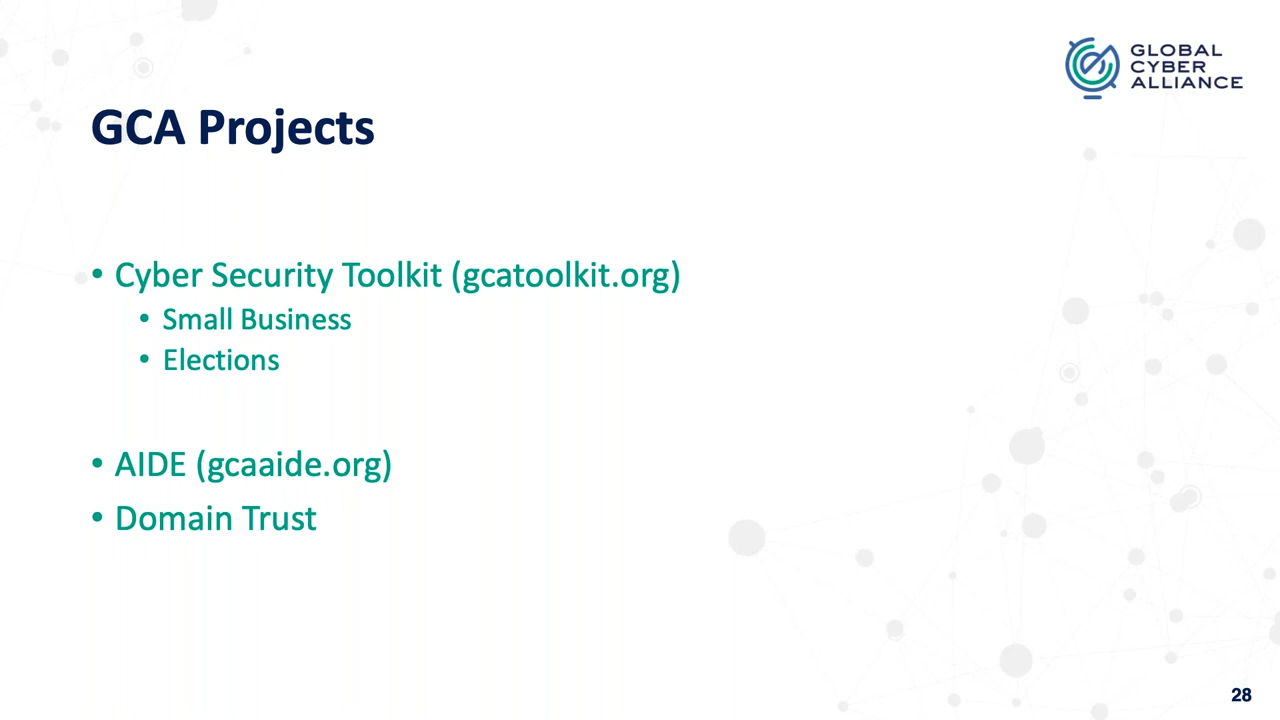 GLOBAL
CYBER
ALLIANCE
GCA Projects
• Cyber Security Toolkit (gcatoolkit.org)
• Small Business
• Elections
• AIDE (gcaaide.org)
• Domain Trust
28